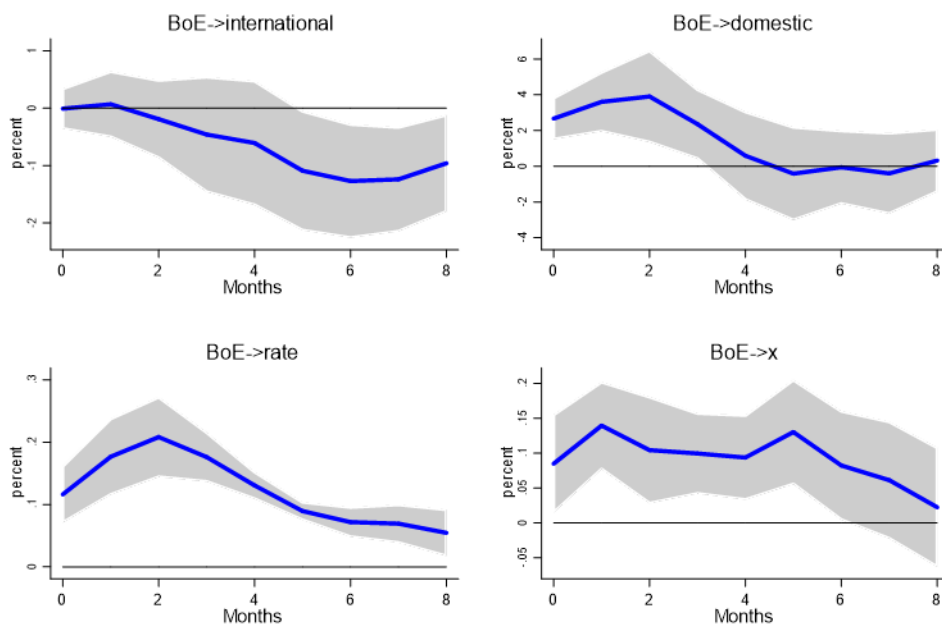 BoE->international
percent
1
0
-1
-2
0 2 4 6 8
Months
BoE->domestic
percent
6
4
2
0
-2
-4
0 2 4 6 8
Months
BoE->rate
percent
.3
.2
.1
0
0 2 4 6 8
Months
BoE->x
percent
.2
.15
.1
.05
0
-.05
0 2 4 6 8
Months